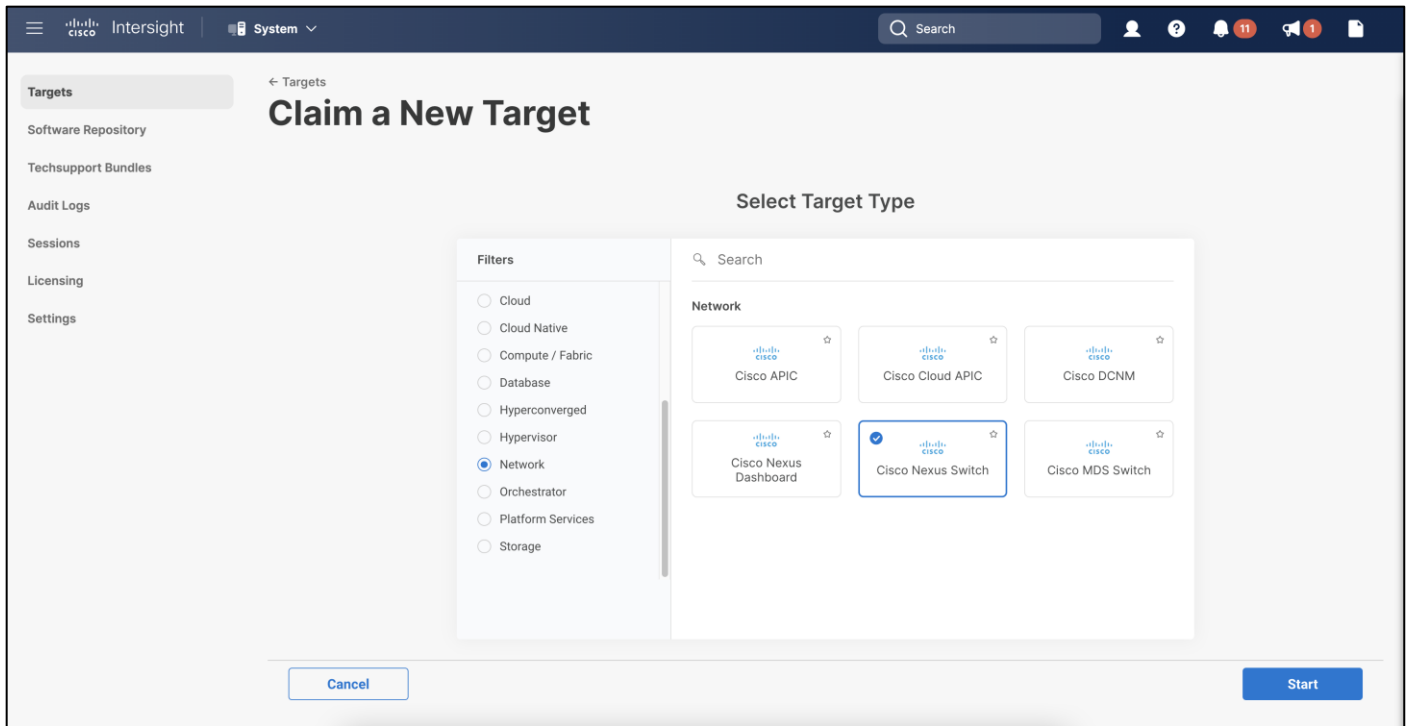 CISCO Intersight System Search 11 1
Targets
Software Repository
Techsupport Bundles
Audit Logs
Sessions
Licensing
Settings
← Targets
Claim a New Target
Select Target Type
Filters
Cloud
Cloud Native
Compute / Fabric
Database
Hyperconverged
Hypervisor
Network
Orchestrator
Platform Services
Storage
Search
Network
CISCO
Cisco APIC
CISCO
Cisco Cloud APIC
CISCO
Cisco DCNM
CISCO
Cisco Nexus
Dashboard
CISCO
Cisco Nexus Switch
CISCO
Cisco MDS Switch
Cancel
Start